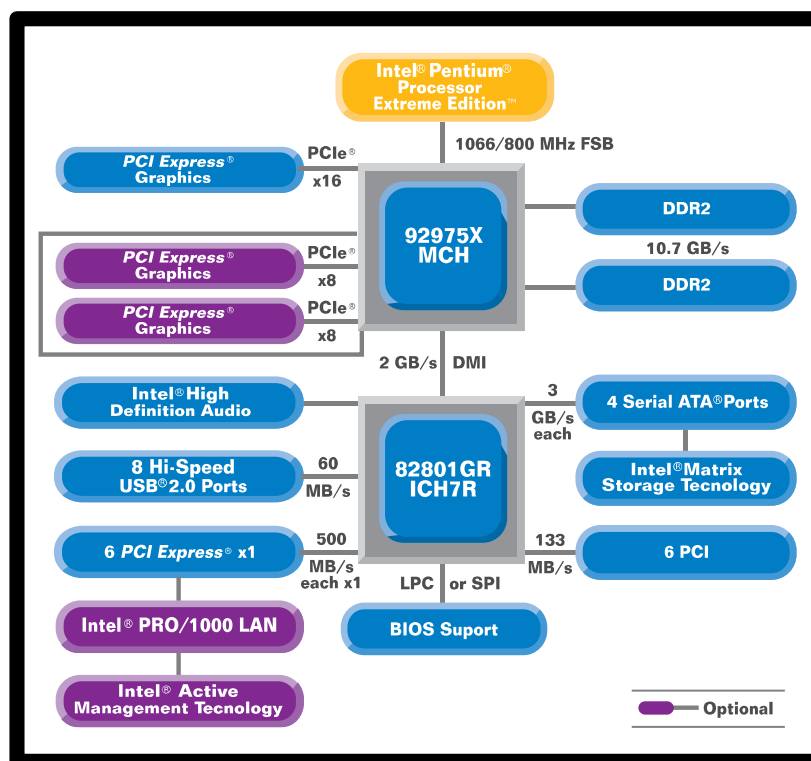 Intel® Pentium®
Processor
Extreme Edition™
1066/800 MHz FSB
PCI Express®
Graphics
PCIe®
x16
92975X
MCH
DDR2
10.7 GB/s
DDR2
PCI Express®
Graphics
PCIe®
x8
PCI Express®
Graphics
PCIe®
x8
2 GB/s DMI
Intel® High
Definition Audio
3
GB/s
each
4 Serial ATA® Ports
8 Hi-Speed
USB® 2.0 Ports
60
MB/s
82801GR
ICH7R
Intel® Matrix
Storage Tecnology
6 PCI Express® x1
500
MB/s
each x1
133
MB/s
6 PCI
LPC or SPI
Intel® PRO/1000 LAN
BIOS Suport
Intel® Active
Management Tecnology
Optional